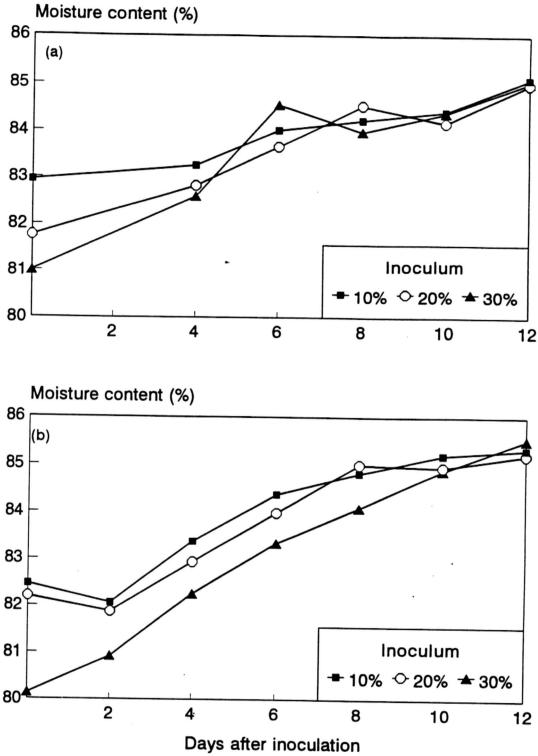 Moisture content (%)
86
(a)
85
84
83
82
81
80
Inoculum
10% 20% 30%
2 4 6 8 10 12
Moisture content (%)
86
(b)
85
84
83
82
81
80
Inoculum
10% 20% 30%
2 4 6 8 10 12
Days after inoculation